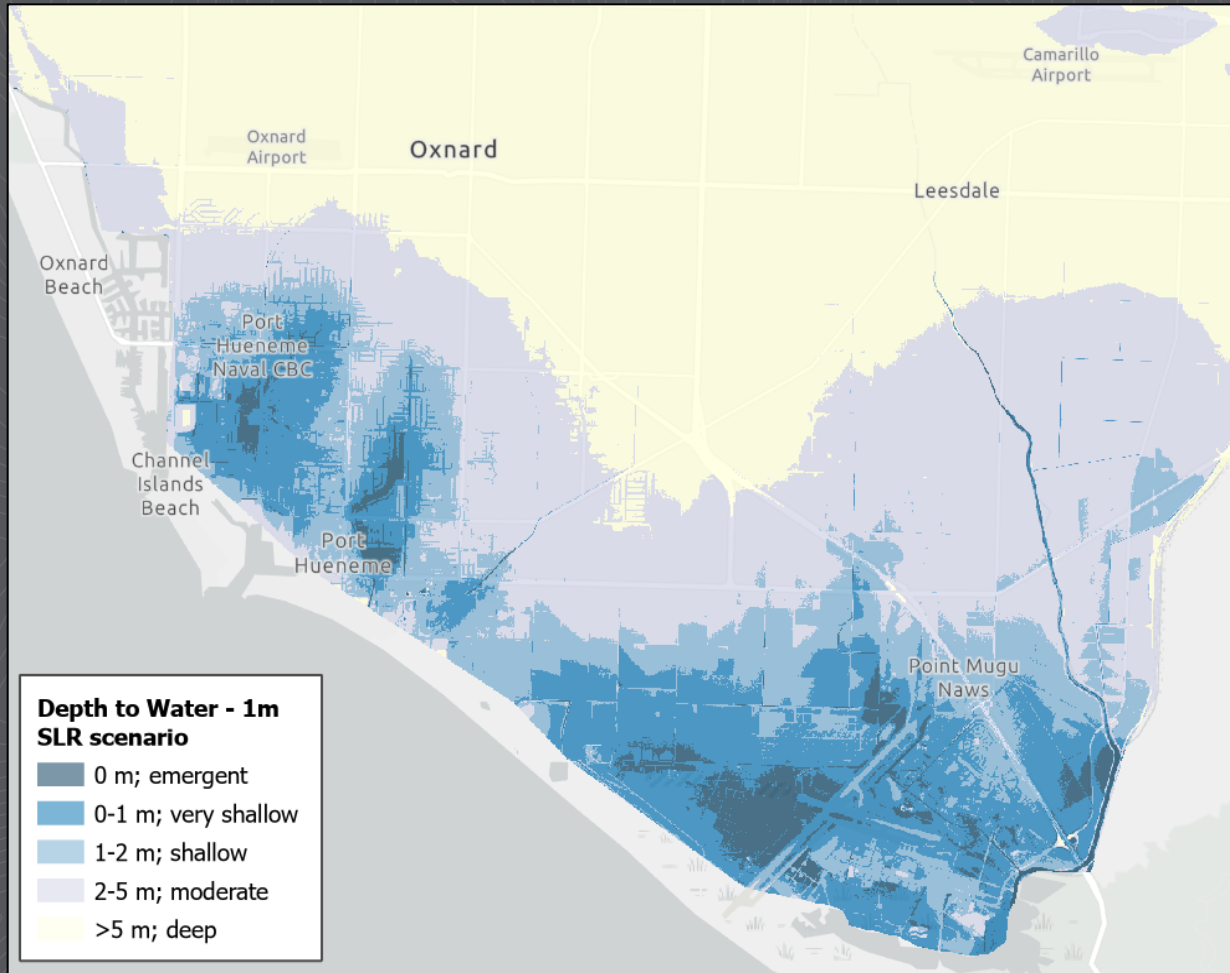 Camarillo
Airport
Oxnard
Airport
Oxnard
Leesdale
Oxnard
Beach
Port
Hueneme
Naval CBC
Channel
Islands
Beach
Port
Hueneme
Point Mugu
Naws
Depth to Water - 1m
SLR scenario
0 m; emergent
0-1 m; very shallow
1-2 m; shallow
2-5 m; moderate
>5 m; deep